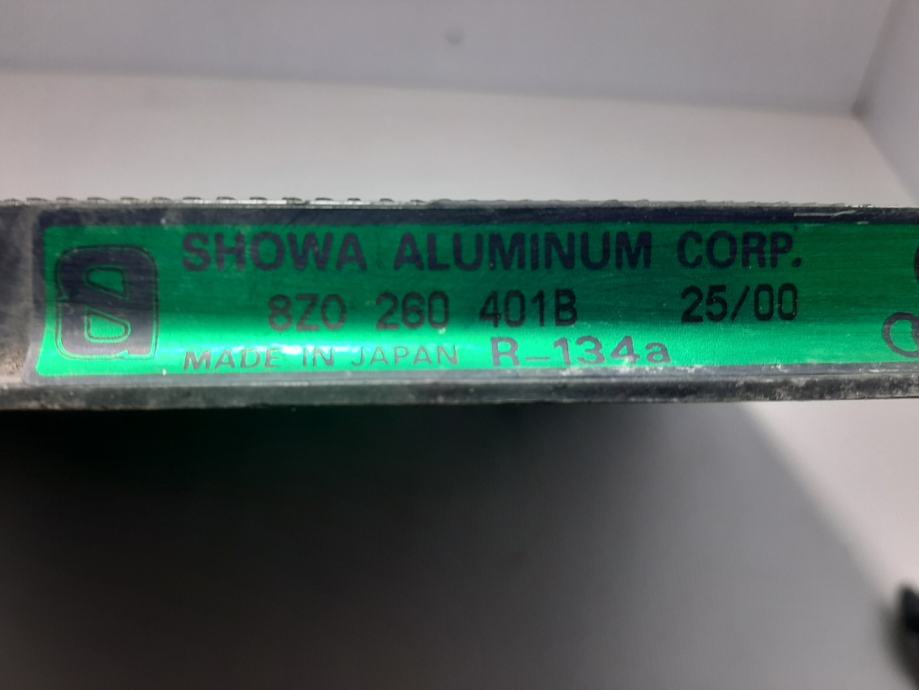 SHOWA ALUMINUM CORP.
8Z0 260 401B 25/00
MADE IN JAPAN R-134a